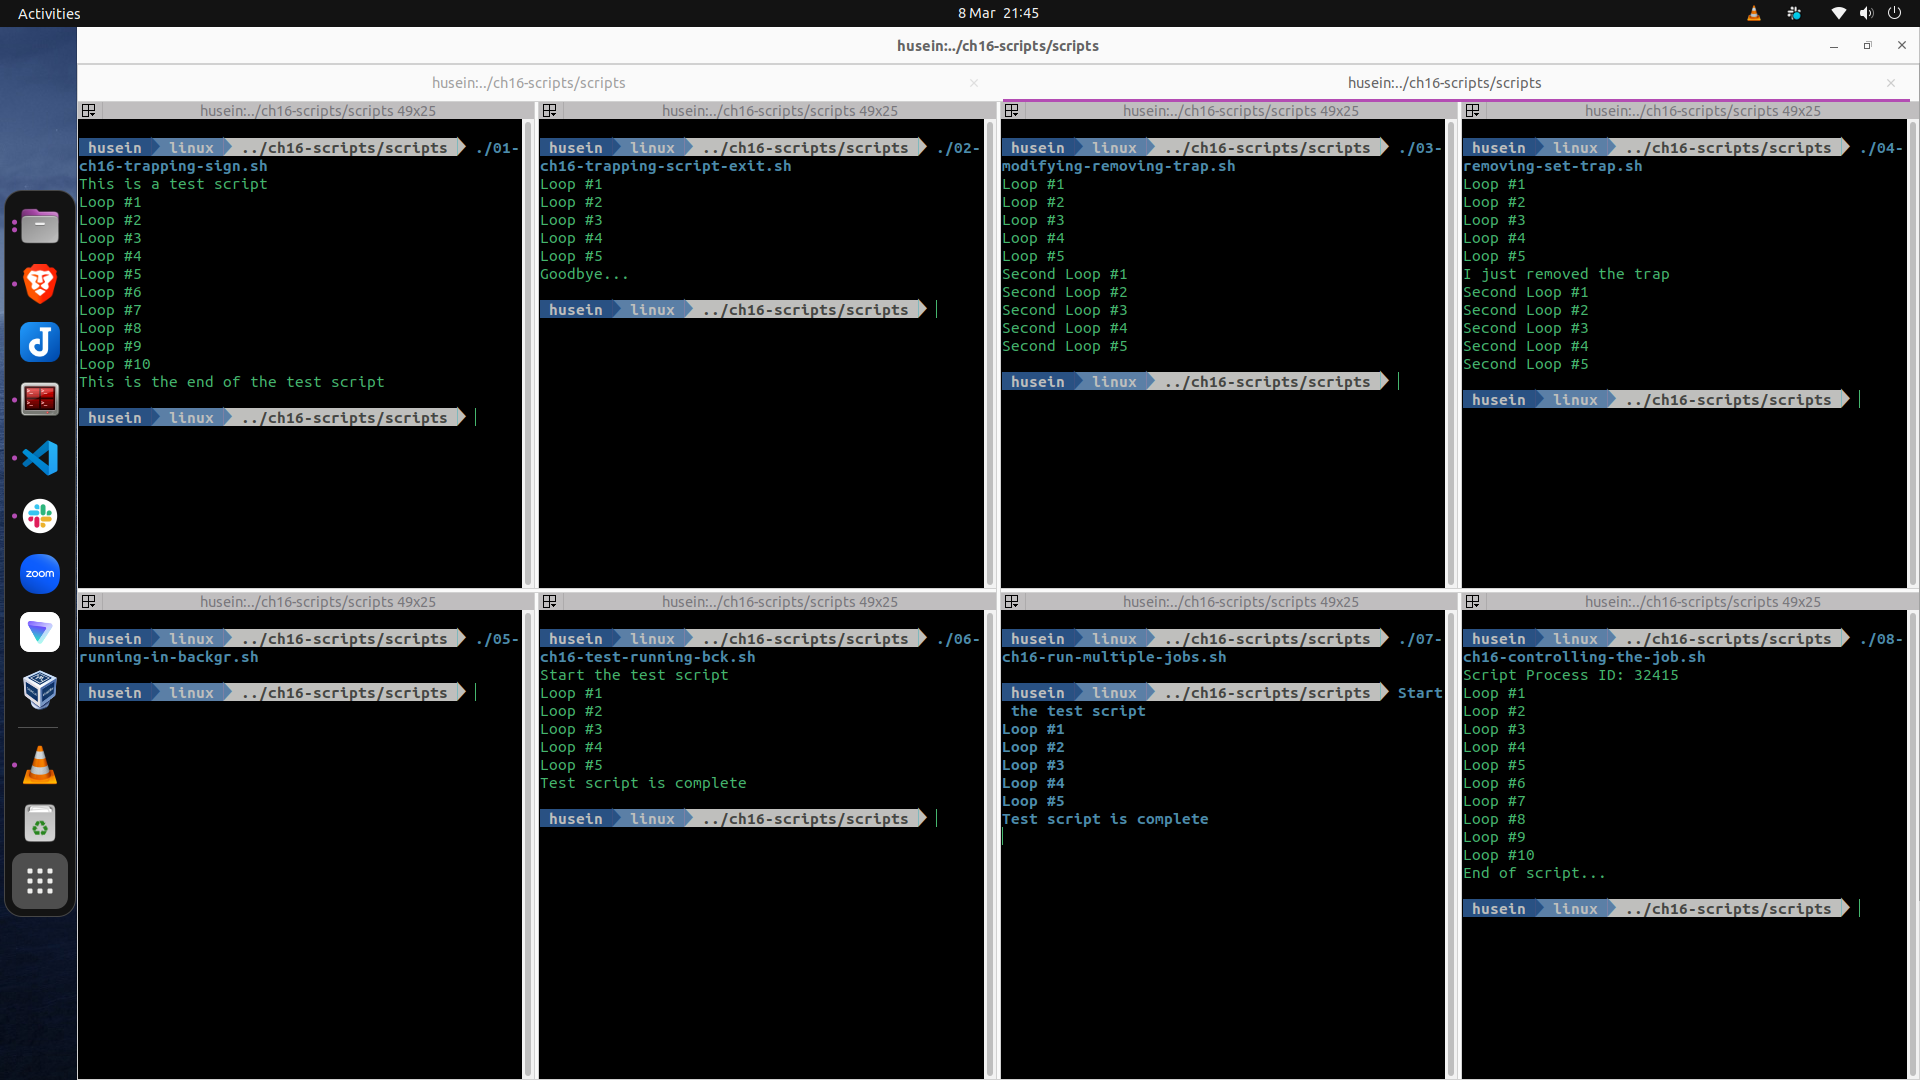 Activities
8 Mar 21:45
husein:../ch16-scripts/scripts
husein:../ch16-scripts/scripts
husein:../ch16-scripts/scripts
husein:../ch16-scripts/scripts 49x25
husein linux ../ch16-scripts/scripts ./01-
ch16-trapping-sign.sh
This is a test script
Loop #1
Loop #2
Loop #3
Loop #4
Loop #5
Loop #6
Loop #7
Loop #8
Loop #9
Loop #10
This is the end of the test script
husein linux ../ch16-scripts/scripts
husein:../ch16-scripts/scripts 49x25
husein linux ../ch16-scripts/scripts ./02-
ch16-trapping-script-exit.sh
Loop #1
Loop #2
Loop #3
Loop #4
Loop #5
Goodbye...
husein linux ../ch16-scripts/scripts
husein:../ch16-scripts/scripts 49x25
husein linux ../ch16-scripts/scripts ./03-
modifying-removing-trap.sh
Loop #1
Loop #2
Loop #3
Loop #4
Loop #5
Second Loop #1
Second Loop #2
Second Loop #3
Second Loop #4
Second Loop #5
husein linux ../ch16-scripts/scripts
husein:../ch16-scripts/scripts 49x25
husein linux ../ch16-scripts/scripts ./04-
removing-set-trap.sh
Loop #1
Loop #2
Loop #3
Loop #4
Loop #5
I just removed the trap
Second Loop #1
Second Loop #2
Second Loop #3
Second Loop #4
Second Loop #5
husein linux ../ch16-scripts/scripts
husein:../ch16-scripts/scripts 49x25
husein linux ../ch16-scripts/scripts ./05-
running-in-backgr.sh
husein linux ../ch16-scripts/scripts
husein:../ch16-scripts/scripts 49x25
husein linux ../ch16-scripts/scripts ./06-
ch16-test-running-bck.sh
Start the test script
Loop #1
Loop #2
Loop #3
Loop #4
Loop #5
Test script is complete
husein linux ../ch16-scripts/scripts
husein:../ch16-scripts/scripts 49x25
husein linux ../ch16-scripts/scripts ./07-
ch16-run-multiple-jobs.sh
husein linux ../ch16-scripts/scripts Start
the test script
Loop #1
Loop #2
Loop #3
Loop #4
Loop #5
Test script is complete
husein:../ch16-scripts/scripts 49x25
husein linux ../ch16-scripts/scripts ./08-
ch16-controlling-the-job.sh
Script Process ID: 32415
Loop #1
Loop #2
Loop #3
Loop #4
Loop #5
Loop #6
Loop #7
Loop #8
Loop #9
Loop #10
End of script...
husein linux ../ch16-scripts/scripts
zoom